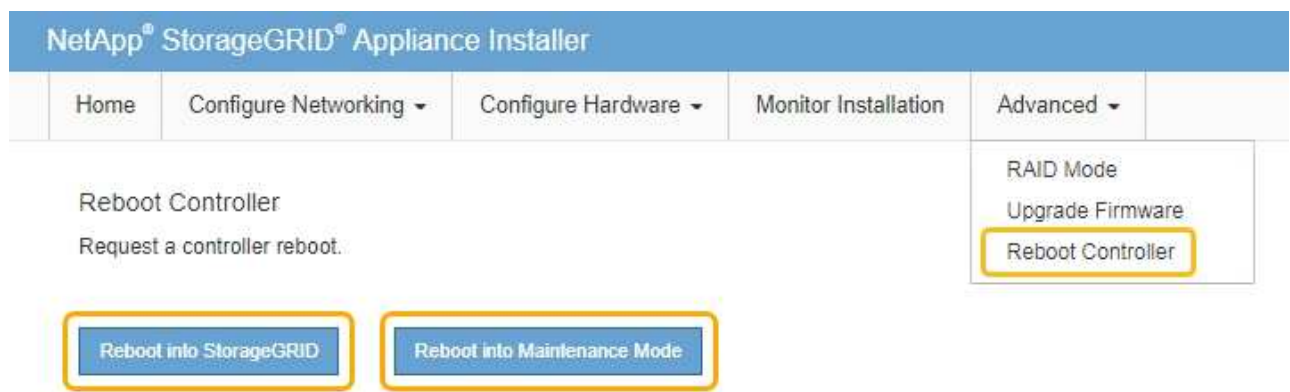 NetApp® StorageGRID® Appliance Installer
Home Configure Networking Configure Hardware Monitor Installation Advanced
RAID Mode
Upgrade Firmware
Reboot Controller
Reboot Controller
Request a controller reboot.
Reboot into StorageGRID Reboot into Maintenance Mode